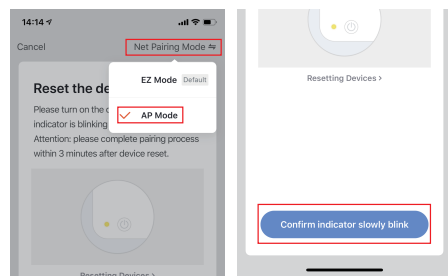 14:14
Cancel
Net Pairing Mode ⇋
EZ Mode Default
AP Mode
Reset the de
Please turn on the
indicator is blinking
Attention: please complete pairing process
within 3 minutes after device reset.
Resetting Devices >
Resetting Devices >
Confirm indicator slowly blink